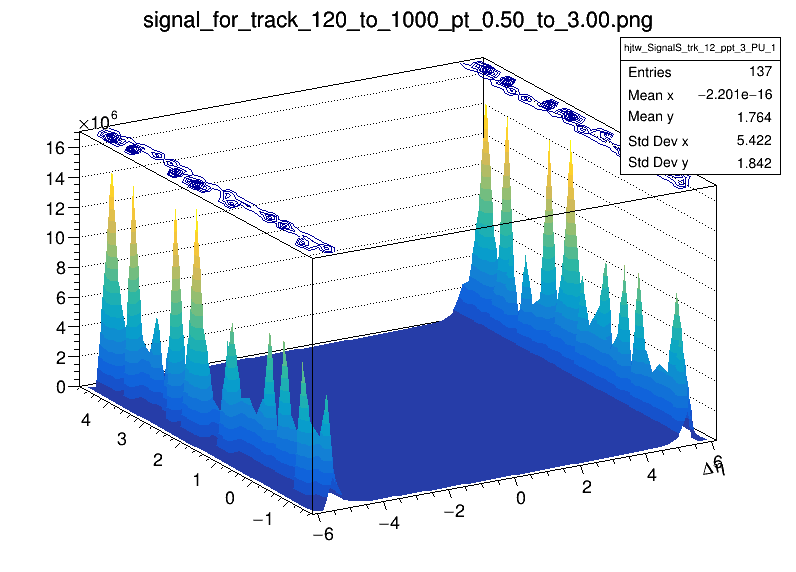 signal_for_track_120_to_1000_pt_0.50_to_3.00.png
hjtw_SignalS_trk_12_ppt_3_PU_1
Entries 137
Mean x −2.201e−16
Mean y 1.764
Std Dev x 5.422
Std Dev y 1.842
×10^6
16
14
12
10
8
6
4
2
0
4
3
2
1
0
−1
−6
−4
−2
0
2
4
6
Δη